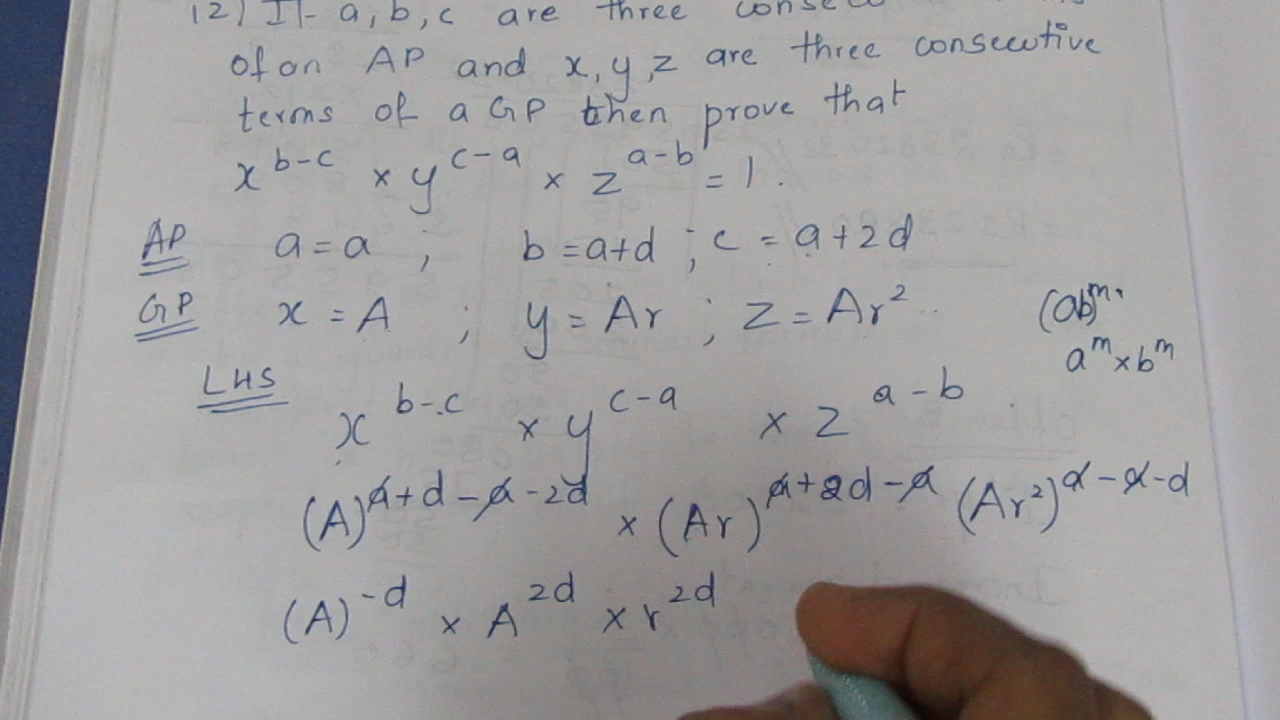 12) If a, b, c are three
of on AP and x, y, z are three consecutive
terms of a GP then prove that
x^{b-c} × y^{c-a} × z^{a-b} = 1.
AP a = a ; b = a+d ; c = a+2d
GP x = A ; y = Ar ; z = Ar²
(ab)^m
a^m × b^m
LHS
x^{b-c} × y^{c-a} × z^{a-b}
(A)^{a+d-a-2d} × (Ar)^{a+2d-a} (Ar²)^{a-a-d}
(A)^{-d} × A^{2d} × r^{2d}